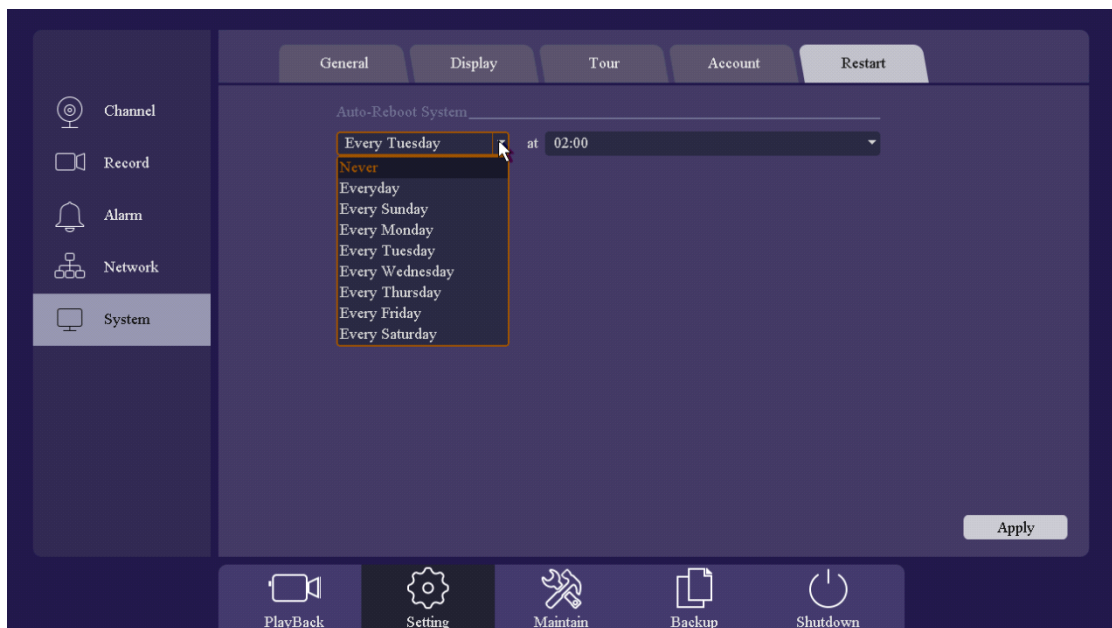 General Display Tour Account Restart
Channel
Record
Alarm
Network
System
Auto-Reboot System
Every Tuesday at 02:00
Never
Everyday
Every Sunday
Every Monday
Every Tuesday
Every Wednesday
Every Thursday
Every Friday
Every Saturday
Apply
PlayBack Setting Maintain Backup Shutdown